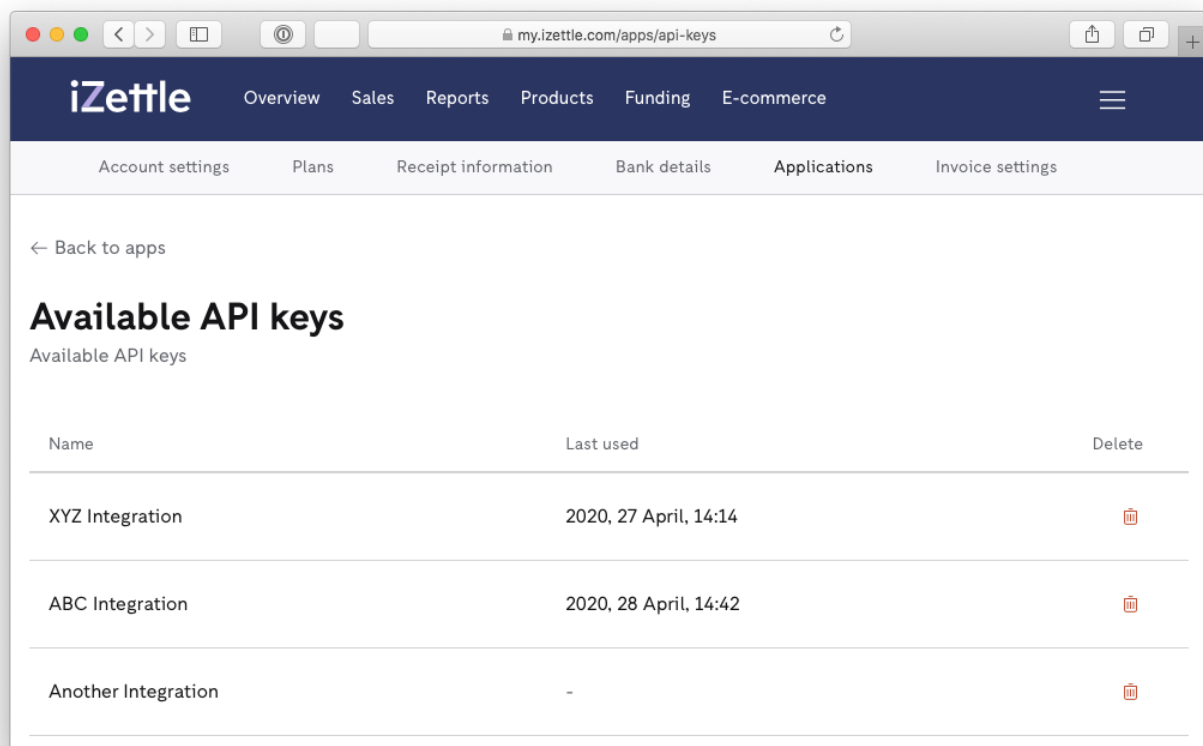 my.izettle.com/apps/api-keys
iZettle Overview Sales Reports Products Funding E-commerce
Account settings Plans Receipt information Bank details Applications Invoice settings
← Back to apps
Available API keys
Available API keys
Name Last used Delete
XYZ Integration 2020, 27 April, 14:14
ABC Integration 2020, 28 April, 14:42
Another Integration -